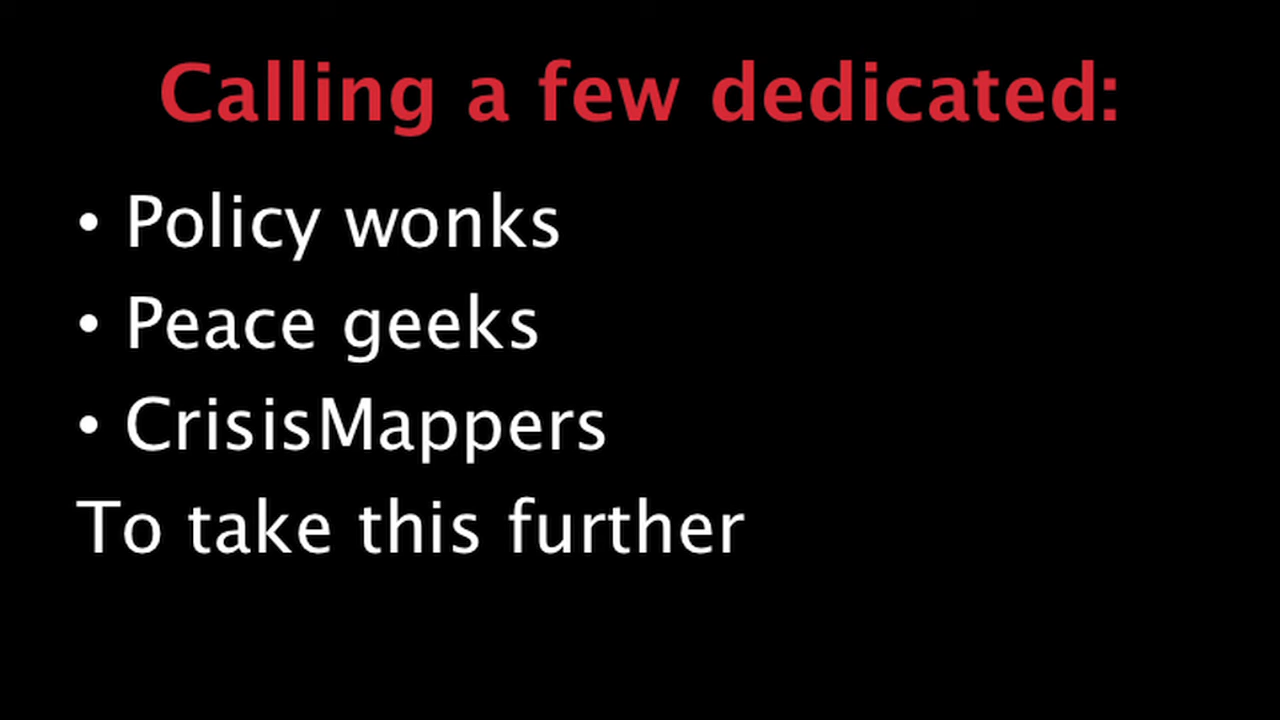 Calling a few dedicated:
• Policy wonks
• Peace geeks
• CrisisMappers
To take this further